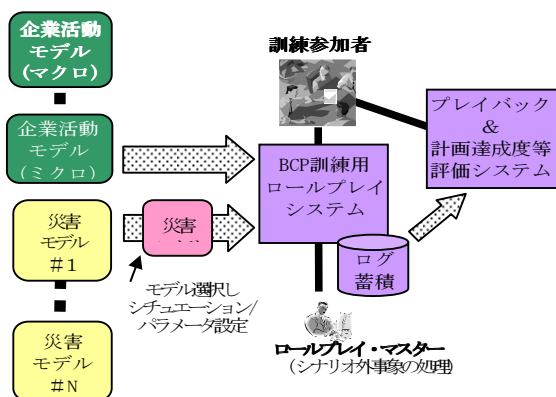 企業活動
モデル
(マクロ)
企業活動
モデル
(ミクロ)
災害
モデル
#1
災害
モデル
#N
災害
モデル選択し
シチュエーション/
パラメータ設定
訓練参加者
BCP訓練用
ロールプレイ
システム
ログ
蓄積
ロールプレイ・マスター
(シナリオ外事象の処理)
プレイバック
&
計画達成度等
評価システム